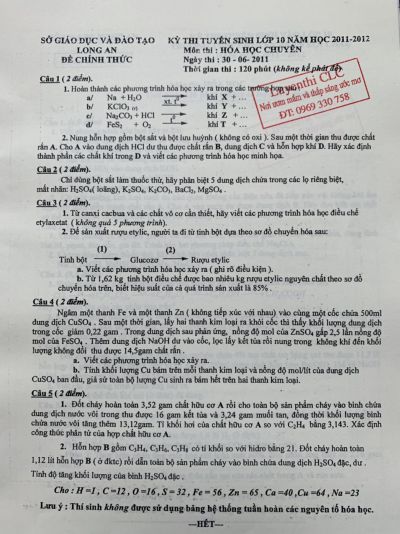 SỞ GIÁO DỤC VÀ ĐÀO TẠO KỲ THI TUYỂN SINH LỚP 10 NĂM HỌC 2011-2012
LONG AN Môn thi : HÓA HỌC CHUYÊN
ĐỀ CHÍNH THỨC Ngày thi : 30 - 06 - 2011
Thời gian thi : 120 phút (không kể phát đề)
Luyenthi CLC
Nơi ươm mầm và thắp sáng ước mơ
ĐT: 0969 330 758
Câu 1 ( 2 điểm).
1. Hoàn thành các phương trình hóa học xảy ra trong các trường hợp sau:
a/ Na + H₂O → khí X + …
b/ KClO₃ (r) xt, t° → khí Y + …
c/ Na₂CO₃ + HCl → khí Z + …
d/ FeS₂ + O₂ t° → khí T + …
2. Nung hỗn hợp gồm bột sắt và bột lưu huỳnh ( không có oxi ). Sau một thời gian thu được chất
rắn A. Cho A vào dung dịch HCl dư thu được chất rắn B, dung dịch C và hỗn hợp khí D. Hãy xác định
thành phần các chất khí trong D và viết các phương trình hóa học minh họa.
Câu 2 ( 2 điểm).
Chỉ dùng bột sắt làm thuốc thử, hãy phân biệt 5 dung dịch chứa trong các lọ riêng biệt,
mất nhãn: H₂SO₄( loãng), K₂SO₄, K₂CO₃, BaCl₂, MgSO₄ .
Câu 3 ( 2 điểm).
1. Từ canxi cacbua và các chất vô cơ cần thiết, hãy viết các phương trình hóa học điều chế
etylaxetat ( không quá 5 phương trình).
2. Để sản xuất rượu etylic, người ta đi từ tinh bột dựa theo sơ đồ chuyển hóa sau:
(1) (2)
Tinh bột → Glucozơ → Rượu etylic
a. Viết các phương trình hóa học xảy ra ( ghi rõ điều kiện ).
b. Từ 1,62 kg tinh bột điều chế được bao nhiêu kg rượu etylic nguyên chất theo sơ đồ
chuyển hóa trên, biết hiệu suất của cả quá trình sản xuất là 85% .
Câu 4 ( 2 điểm).
Ngâm một thanh Fe và một thanh Zn ( không tiếp xúc với nhau) vào cùng một cốc chứa 500ml
dung dịch CuSO₄ . Sau một thời gian, lấy hai thanh kim loại ra khỏi cốc thì thấy khối lượng dung dịch
trong cốc giảm 0,22 gam . Trong dung dịch sau phản ứng, nồng độ mol của ZnSO₄ gấp 2,5 lần nồng độ
mol của FeSO₄ . Thêm dung dịch NaOH dư vào cốc, lọc lấy kết tủa rồi nung trong không khí đến khối
lượng không đổi thu được 14,5gam chất rắn .
a. Viết các phương trình hóa học xảy ra.
b. Tính khối lượng Cu bám trên mỗi thanh kim loại và nồng độ mol/lít của dung dịch
CuSO₄ ban đầu, giả sử toàn bộ lượng Cu sinh ra bám hết trên hai thanh kim loại.
Câu 5 ( 2 điểm).
1. Đốt cháy hoàn toàn 3,52 gam chất hữu cơ A rồi cho toàn bộ sản phẩm cháy vào bình chứa
dung dịch nước vôi trong thu được 16 gam kết tủa và 3,24 gam muối tan, đồng thời khối lượng bình
chứa nước vôi tăng thêm 13,12gam. Tỉ khối hơi của chất hữu cơ A so với C₂H₄ bằng 3,143. Xác định
công thức phân tử của hợp chất hữu cơ A.
2. Hỗn hợp B gồm C₃H₄, C₃H₆, C₃H₈ có tỉ khối so với hidro bằng 21. Đốt cháy hoàn toàn
1,12 lít hỗn hợp B ( ở đktc) rồi dẫn toàn bộ sản phẩm cháy vào bình chứa dung dịch H₂SO₄ đặc, dư .
Tính độ tăng khối lượng của bình H₂SO₄ đặc .
Cho : H =1 , C =12 , O =16 , S = 32 , Fe = 56 , Zn = 65 , Ca =40 ,Cu =64 , Na =23
Lưu ý : Thí sinh không được sử dụng bảng hệ thống tuần hoàn các nguyên tố hóa học.
---HẾT---